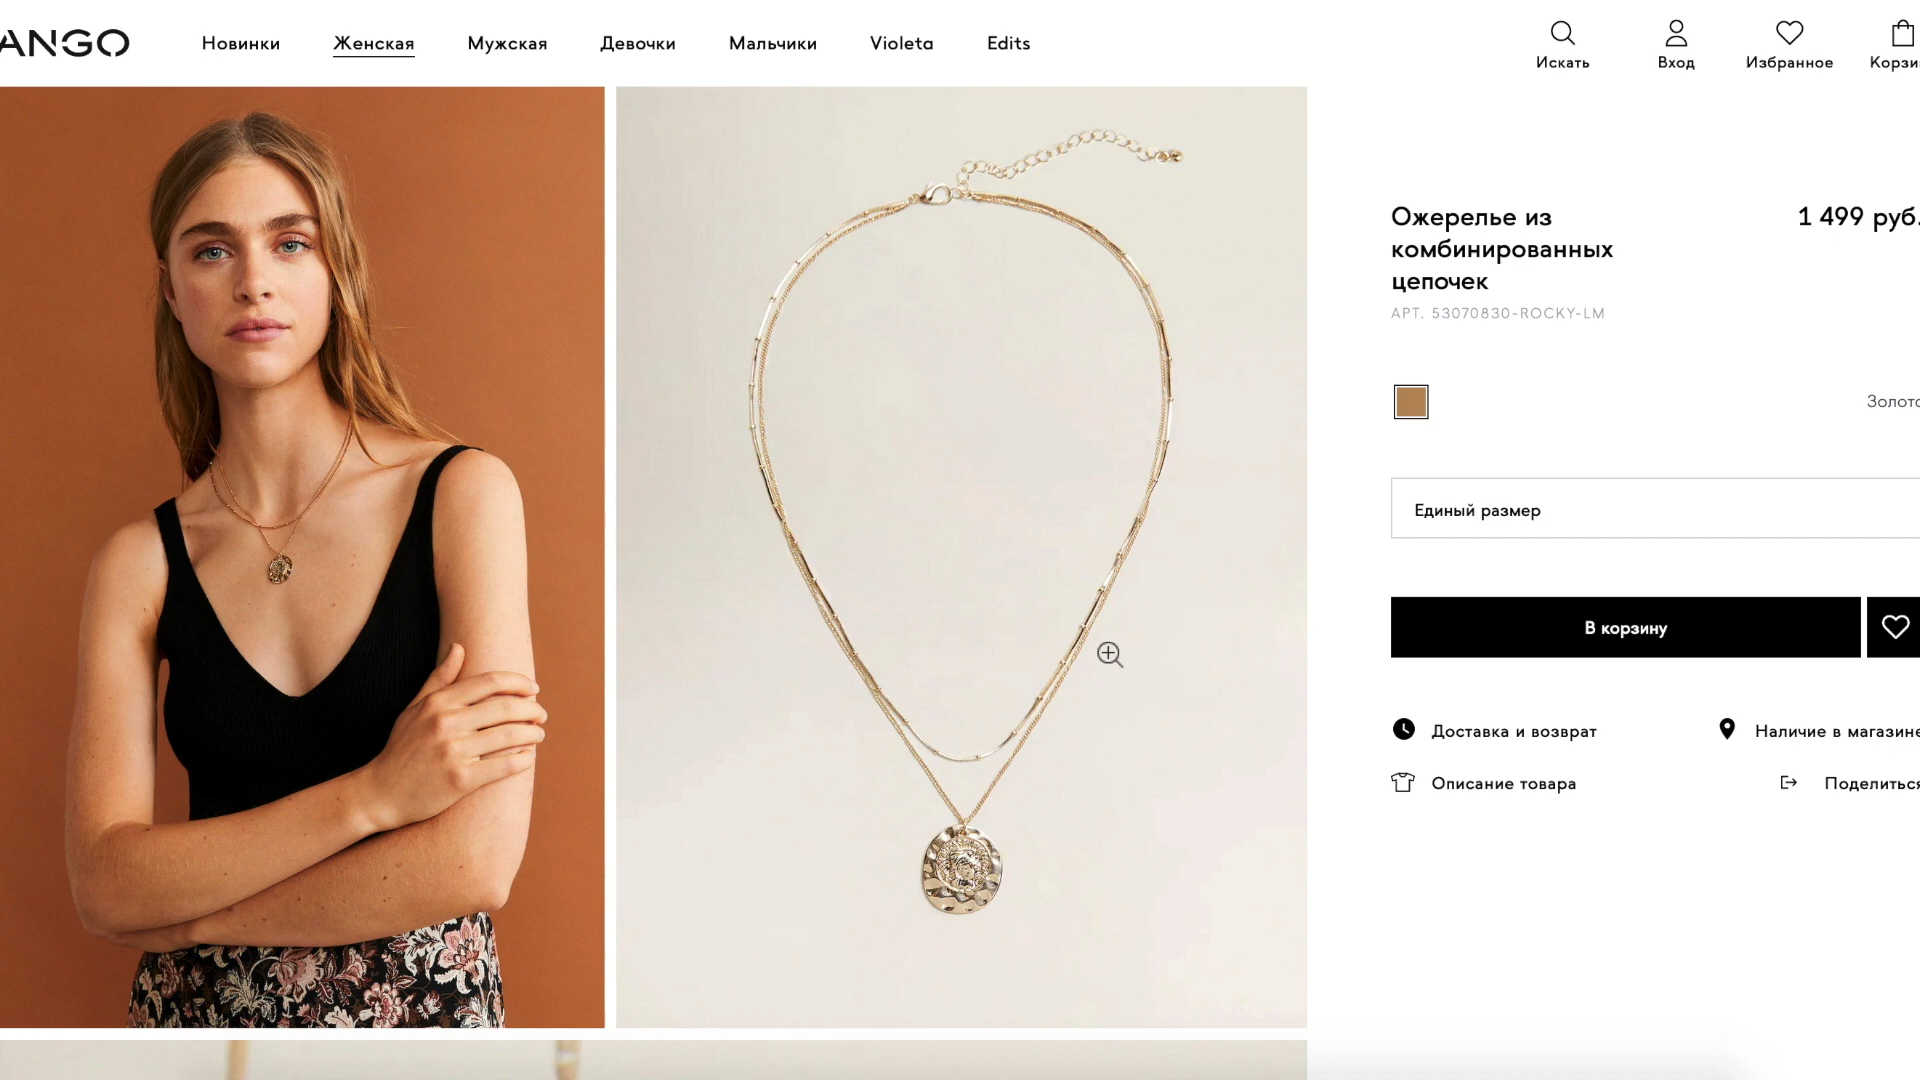 ANGO
Новинки
Женская
Мужская
Девочки
Мальчики
Violeta
Edits
Искать
Вход
Избранное
Корзи
Ожерелье из
комбинированных
цепочек
1 499 руб.
АРТ. 53070830-ROCKY-LM
Золото
Единый размер
В корзину
Доставка и возврат
Наличие в магазине
Описание товара
Поделиться